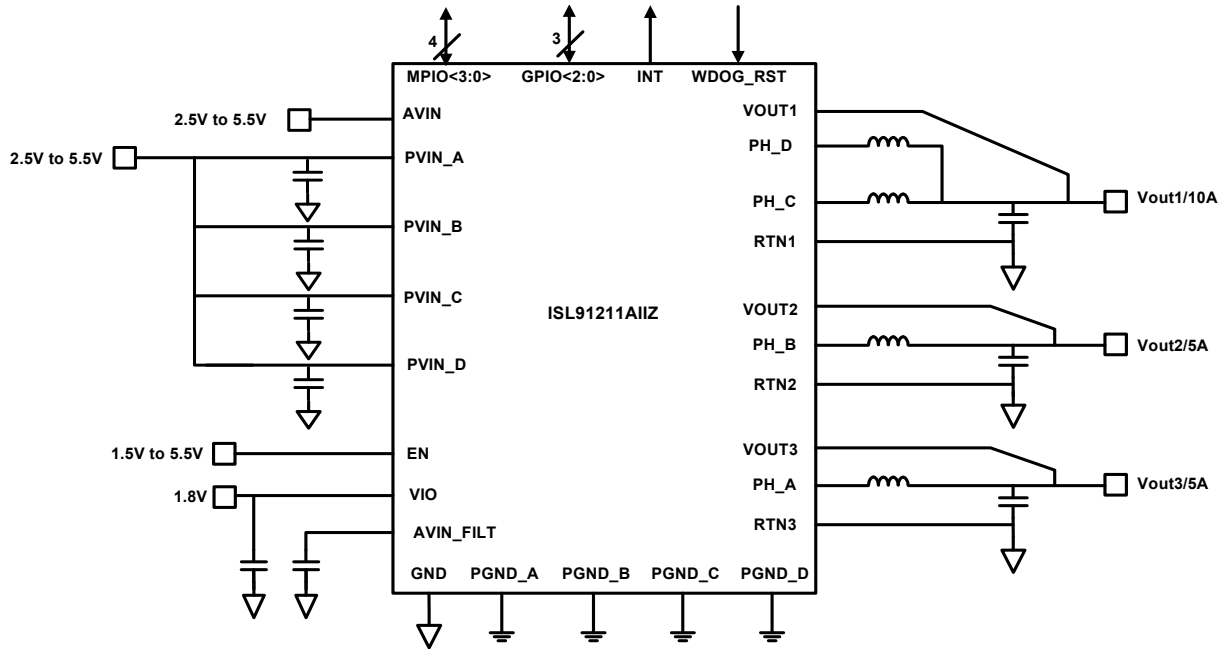 4
3
MPIO<3:0>
GPIO<2:0>
INT
WDOG_RST
2.5V to 5.5V
AVIN
VOUT1
2.5V to 5.5V
PVIN_A
PH_D
PH_C
Vout1/10A
PVIN_B
RTN1
PVIN_C
ISL91211AIIZ
VOUT2
PH_B
Vout2/5A
PVIN_D
RTN2
1.5V to 5.5V
EN
VOUT3
1.8V
VIO
PH_A
Vout3/5A
AVIN_FILT
RTN3
GND
PGND_A
PGND_B
PGND_C
PGND_D